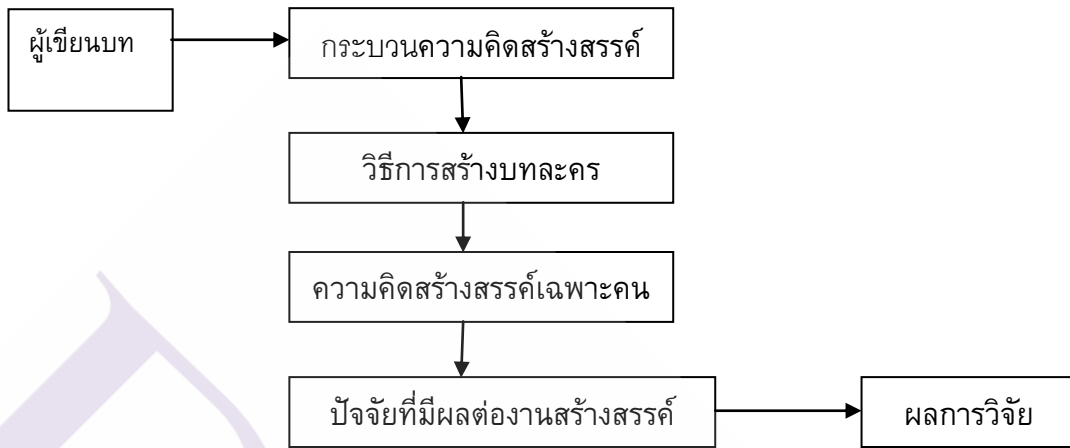 ผู้เขียนบท
กระบวนความคิดสร้างสรรค์
วิธีการสร้างบทละคร
ความคิดสร้างสรรค์เฉพาะคน
ปัจจัยที่มีผลต่องานสร้างสรรค์
ผลการวิจัย